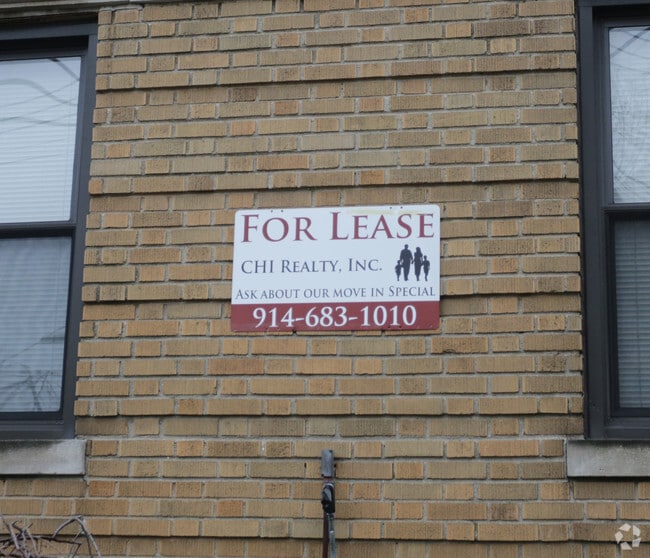 FOR LEASE
CHI REALTY, INC.
ASK ABOUT OUR MOVE IN SPECIAL
914-683-1010